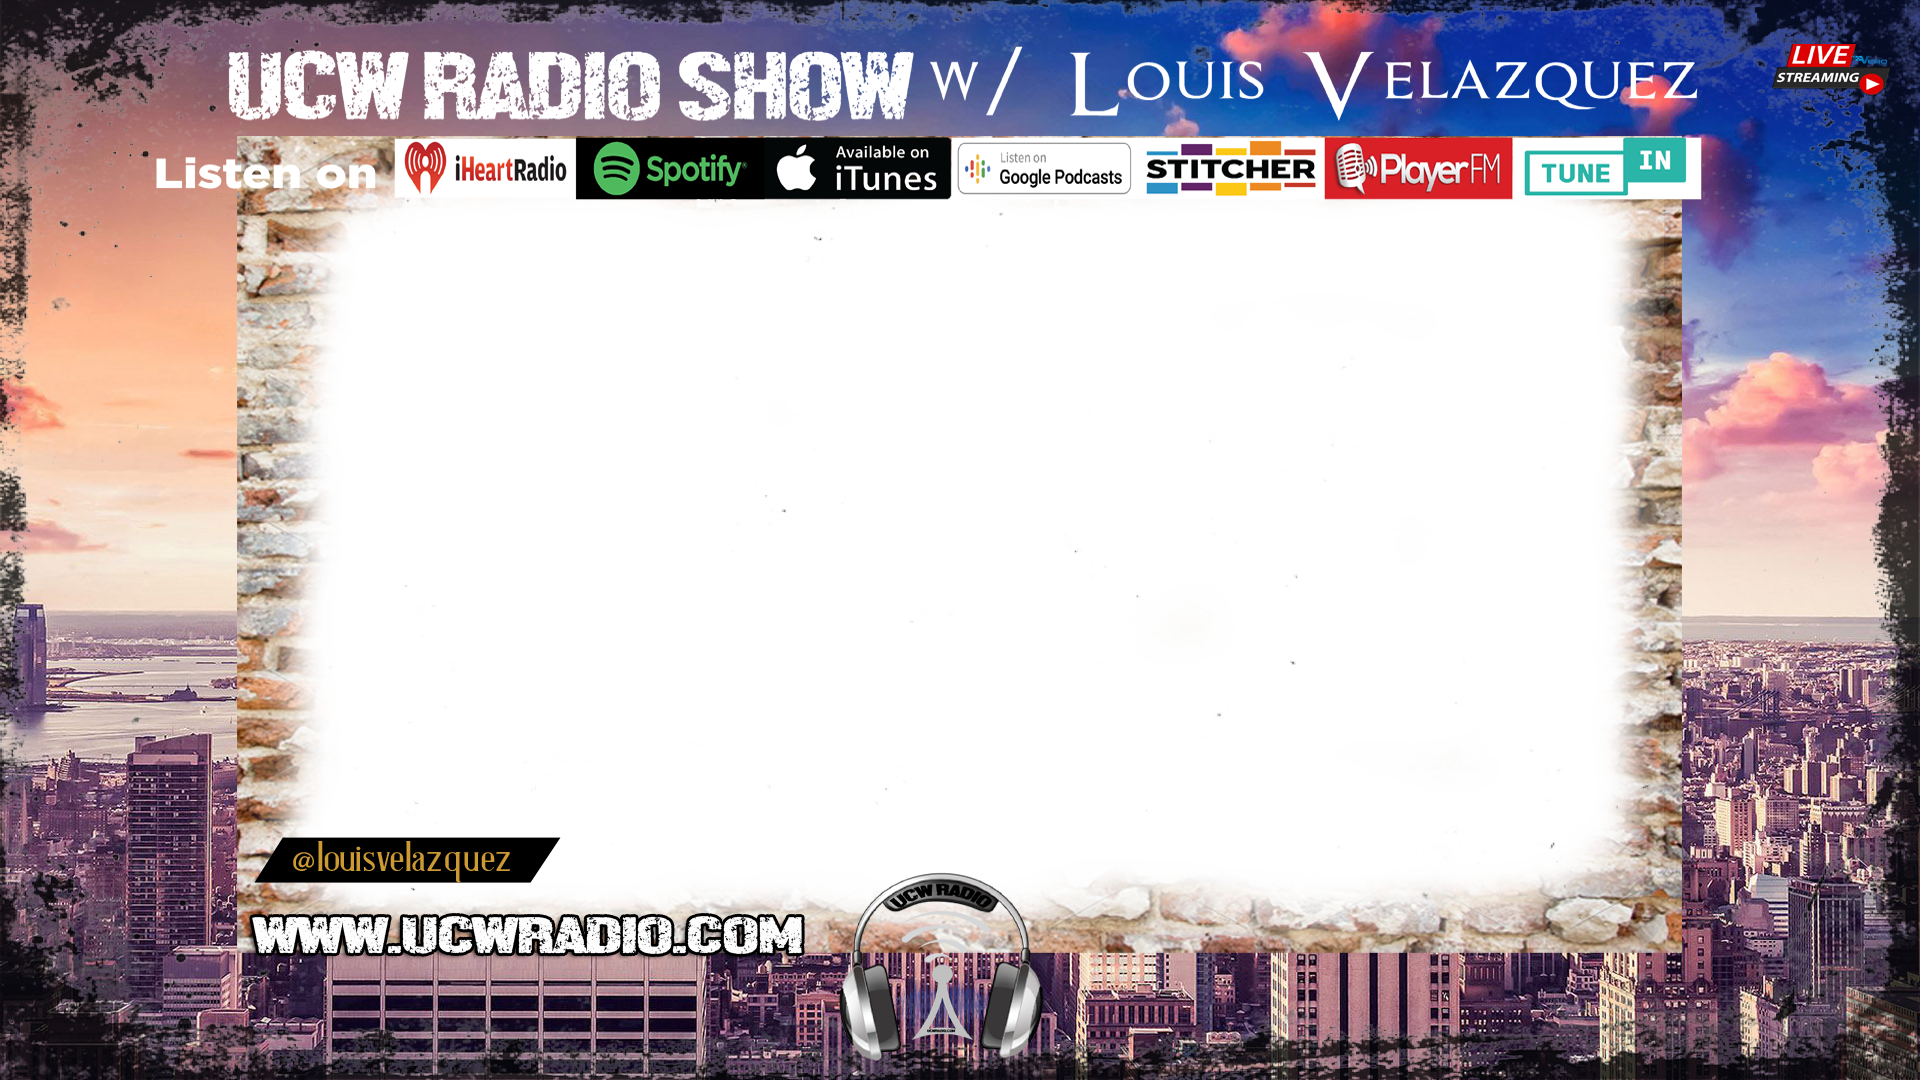 UCW RADIO SHOW w/ Louis Velazquez
LIVE
STREAMING
Listen on
iHeartRadio
Spotify
Available on
iTunes
Listen on
Google Podcasts
STITCHER
PlayerFM
TUNE IN
@louisvelazquez
WWW.UCWRADIO.COM
UCW RADIO